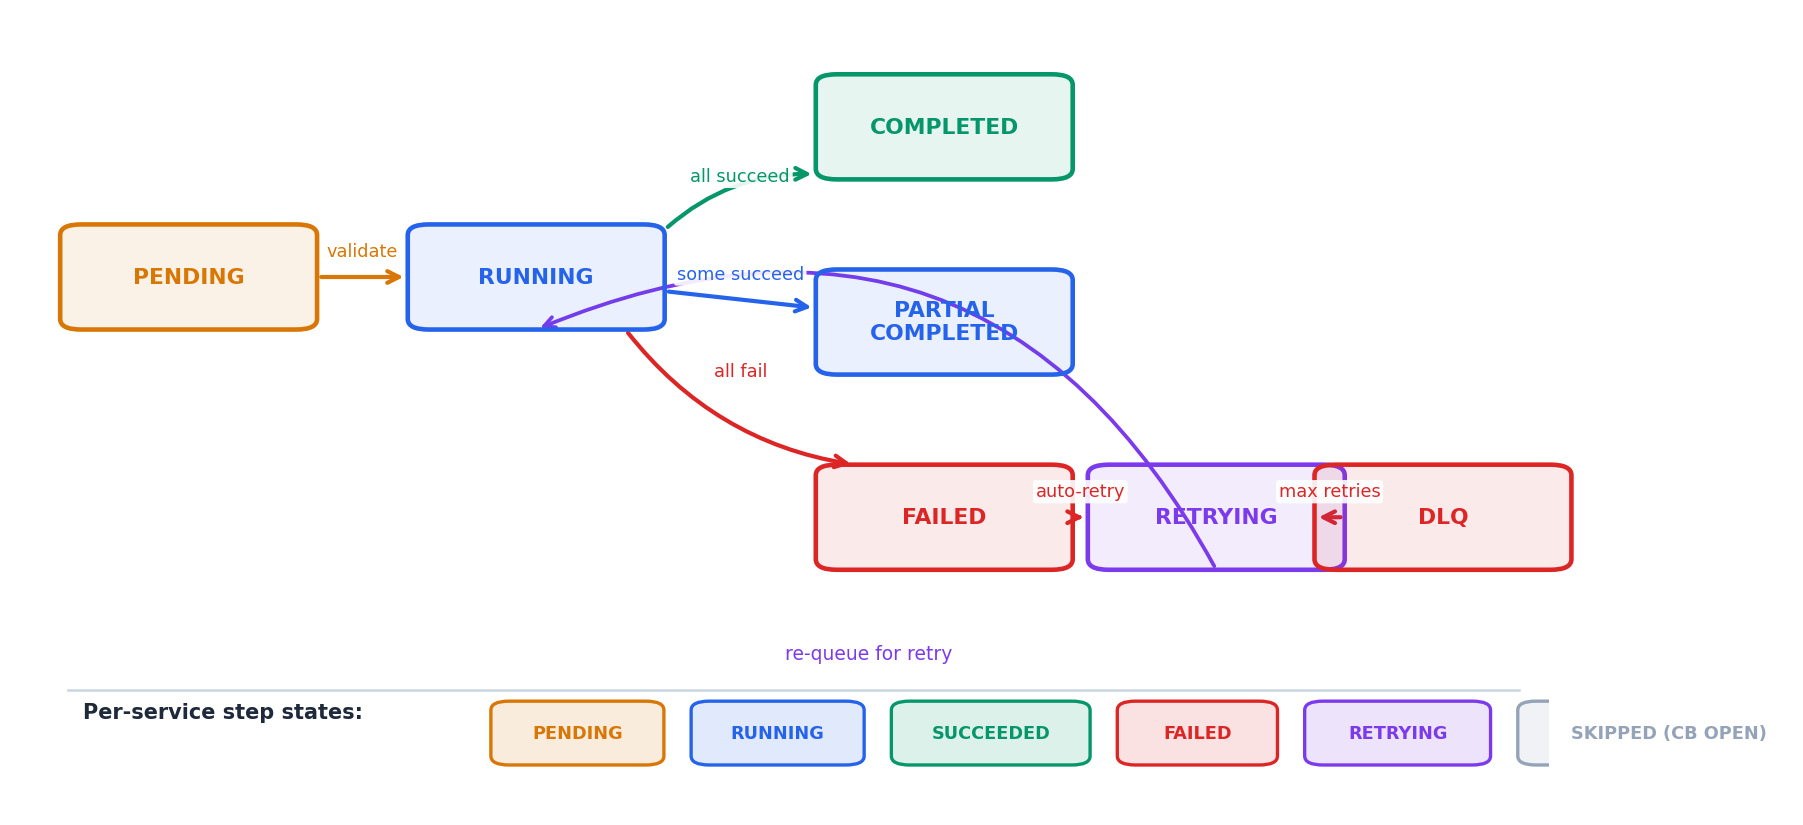 COMPLETED
all succeed
validate
PENDING
RUNNING
some succeed
PARTIAL
COMPLETED
all fail
auto-retry
max retries
FAILED
RETRYING
DLQ
re-queue for retry
Per-service step states:
PENDING
RUNNING
SUCCEEDED
FAILED
RETRYING
SKIPPED (CB OPEN)